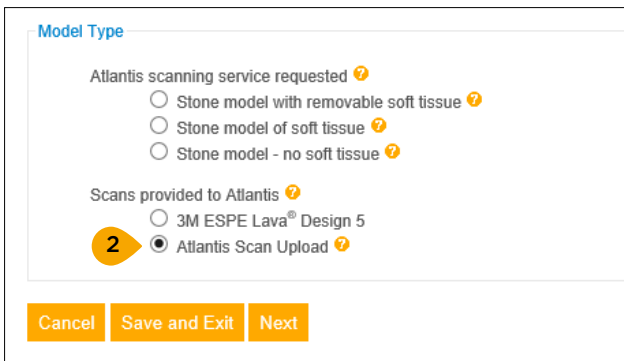 Model Type
Atlantis scanning service requested ?
Stone model with removable soft tissue ?
Stone model of soft tissue ?
Stone model - no soft tissue ?
Scans provided to Atlantis ?
3M ESPE Lava® Design 5
2 Atlantis Scan Upload ?
Cancel Save and Exit Next